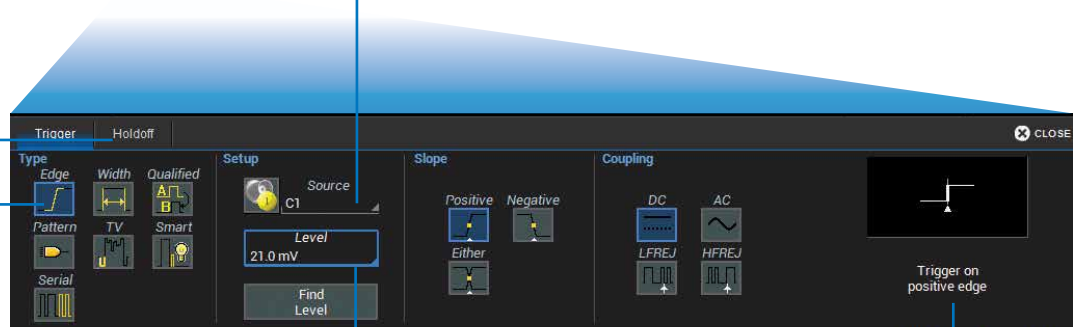 Trigger Holdoff CLOSE
Type
Edge Width Qualified
A
B
Pattern TV Smart
U
Serial
Setup
Source
1
C1
Level
21.0 mV
Find
Level
Slope
Positive Negative
Either
Coupling
DC AC
LFREJ HFREJ
Trigger on
positive edge